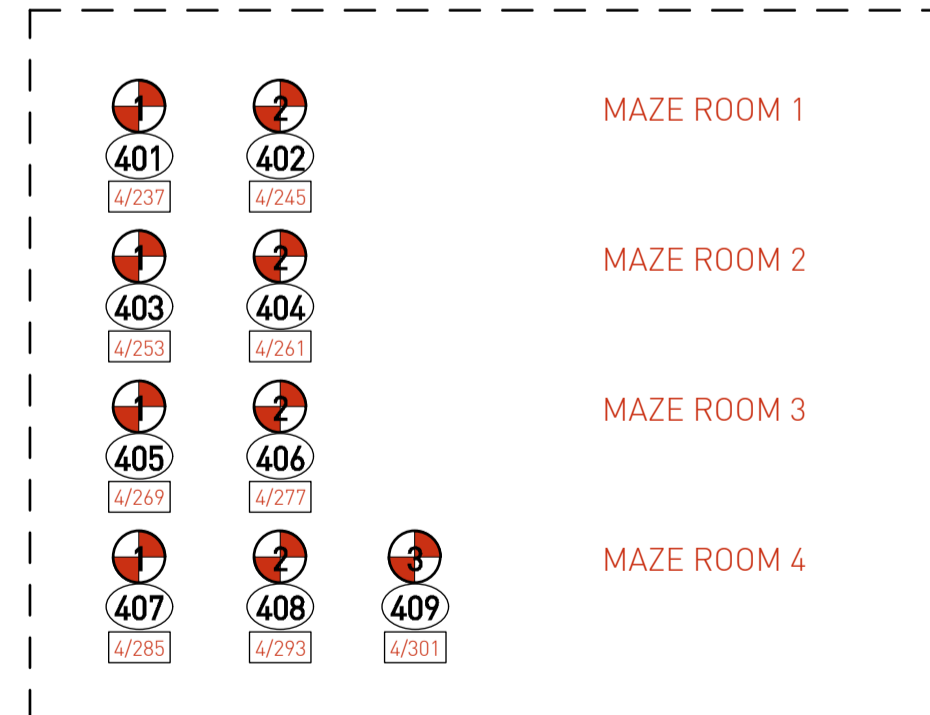 1 2 MAZE ROOM 1
401 402
4/237 4/245
1 2 MAZE ROOM 2
403 404
4/253 4/261
1 2 MAZE ROOM 3
405 406
4/269 4/277
1 2 3 MAZE ROOM 4
407 408 409
4/285 4/293 4/301